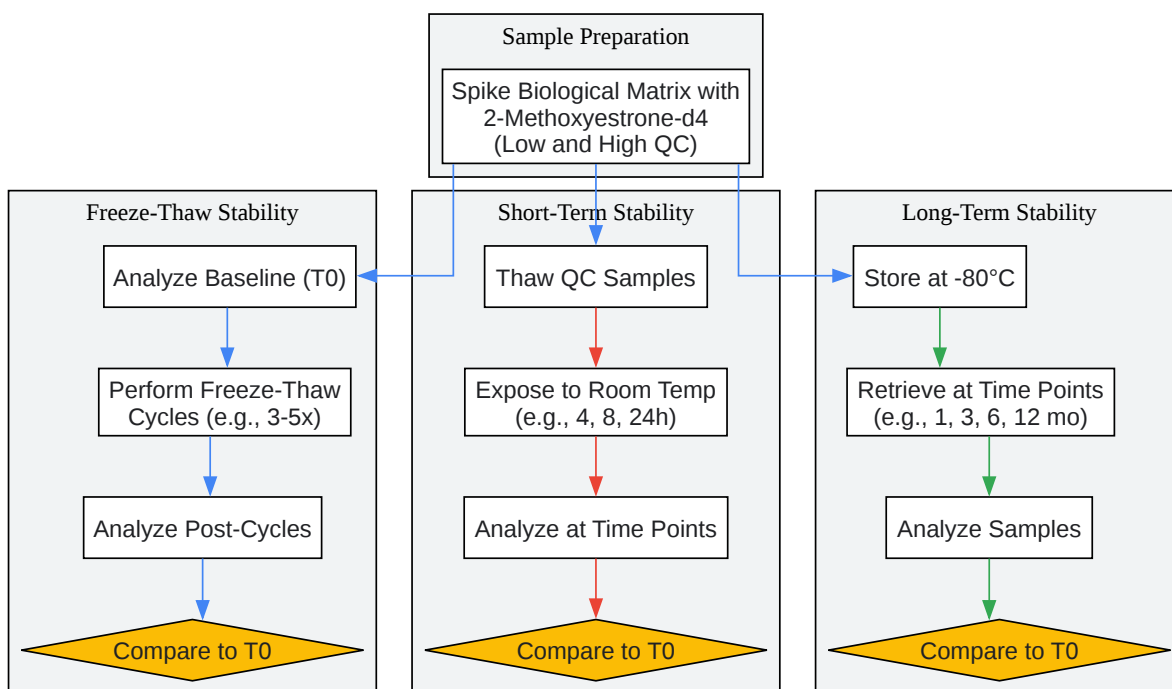 Sample Preparation
Spike Biological Matrix with
2-Methoxyestrone-d4
(Low and High QC)
Freeze-Thaw Stability
Analyze Baseline (T0)
Perform Freeze-Thaw
Cycles (e.g., 3-5x)
Analyze Post-Cycles
Compare to T0
Short-Term Stability
Thaw QC Samples
Expose to Room Temp
(e.g., 4, 8, 24h)
Analyze at Time Points
Compare to T0
Long-Term Stability
Store at -80°C
Retrieve at Time Points
(e.g., 1, 3, 6, 12 mo)
Analyze Samples
Compare to T0